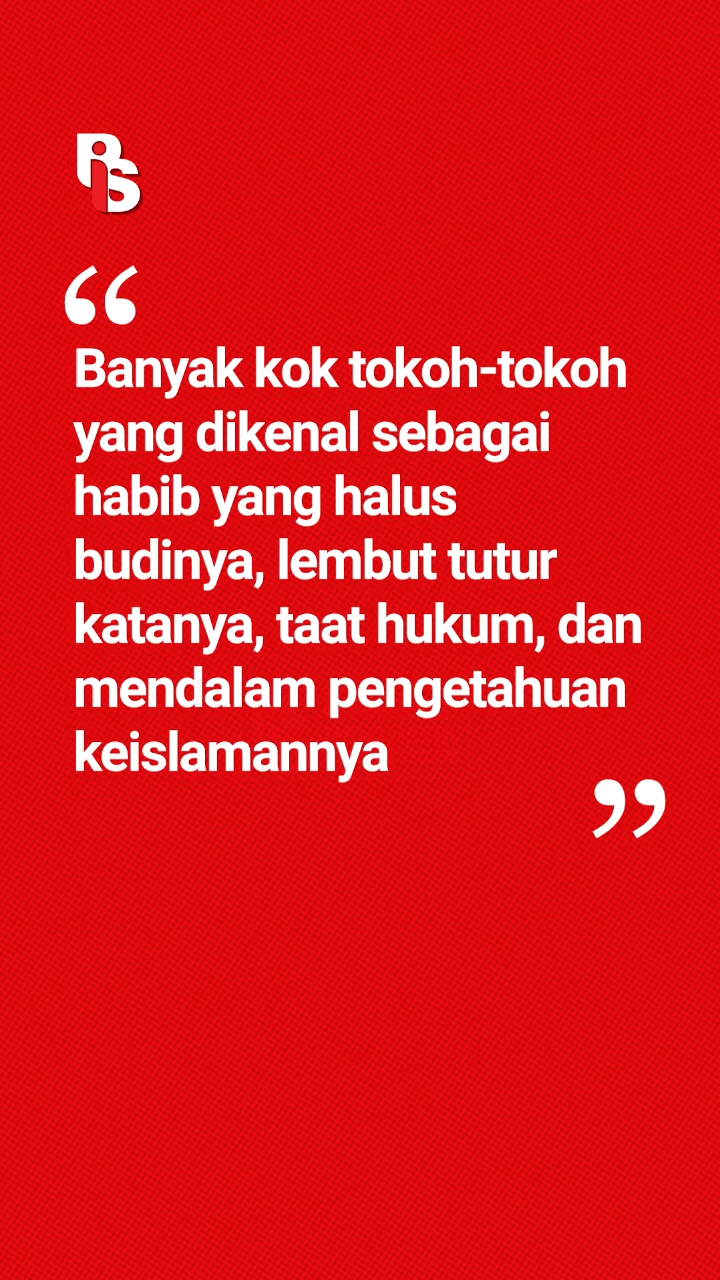 PIS
“
Banyak kok tokoh-tokoh
yang dikenal sebagai
habib yang halus
budinya, lembut tutur
katanya, taat hukum, dan
mendalam pengetahuan
keislamannya
”